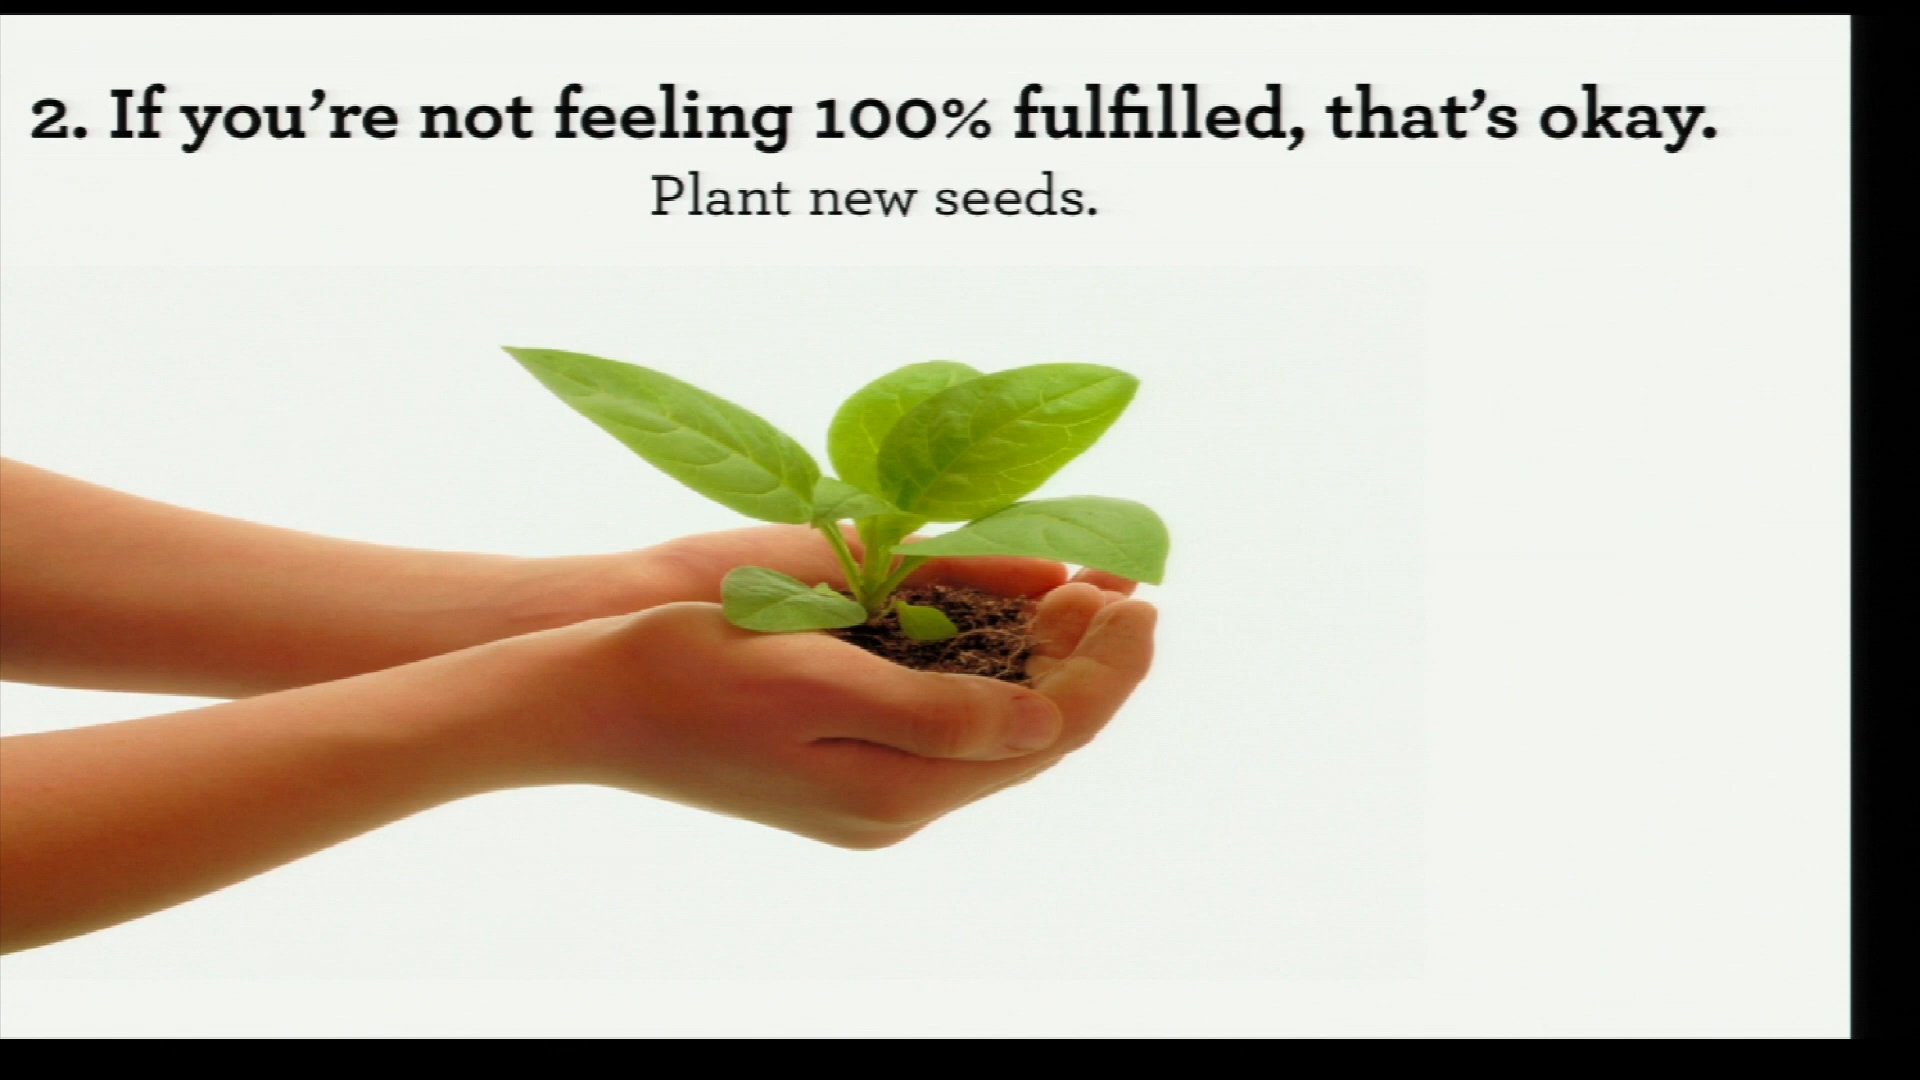 2. If you’re not feeling 100% fulfilled, that’s okay.
Plant new seeds.